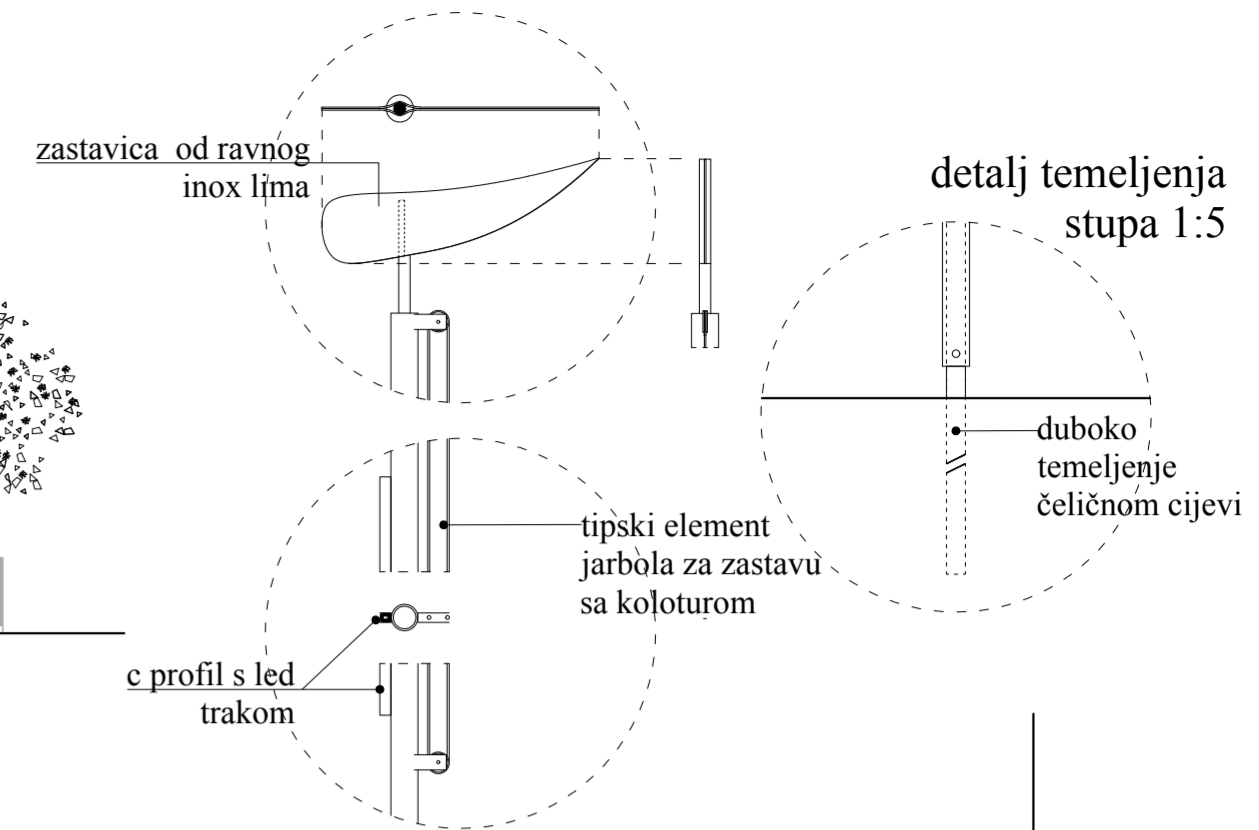 zastavica od ravnog
inox lima
detalj temeljenja
stupa 1:5
duboko
temeljenje
čeličnom cijevi
tipski element
jarbola za zastavu
sa koloturom
c profil s led
trakom